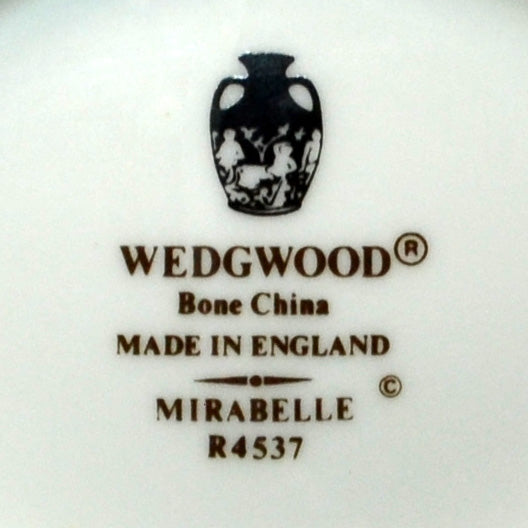 WEDGWOOD®
Bone China
MADE IN ENGLAND
©
MIRABELLE
R4537